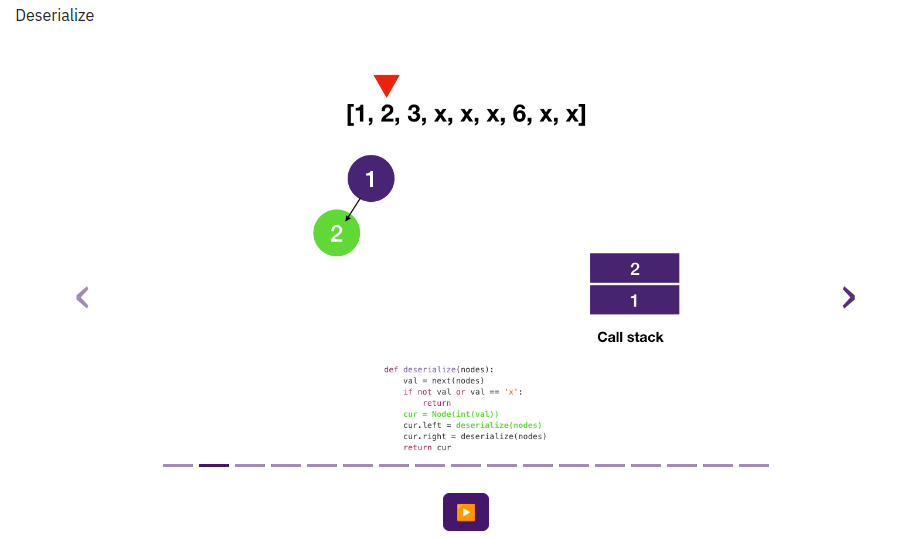 Deserialize
[1, 2, 3, x, x, x, 6, x, x]
1
2
2
1
Call stack
def deserialize(nodes):
    val = next(nodes)
    if not val or val == 'x':
        return
    cur = Node(int(val))
    cur.left = deserialize(nodes)
    cur.right = deserialize(nodes)
    return cur